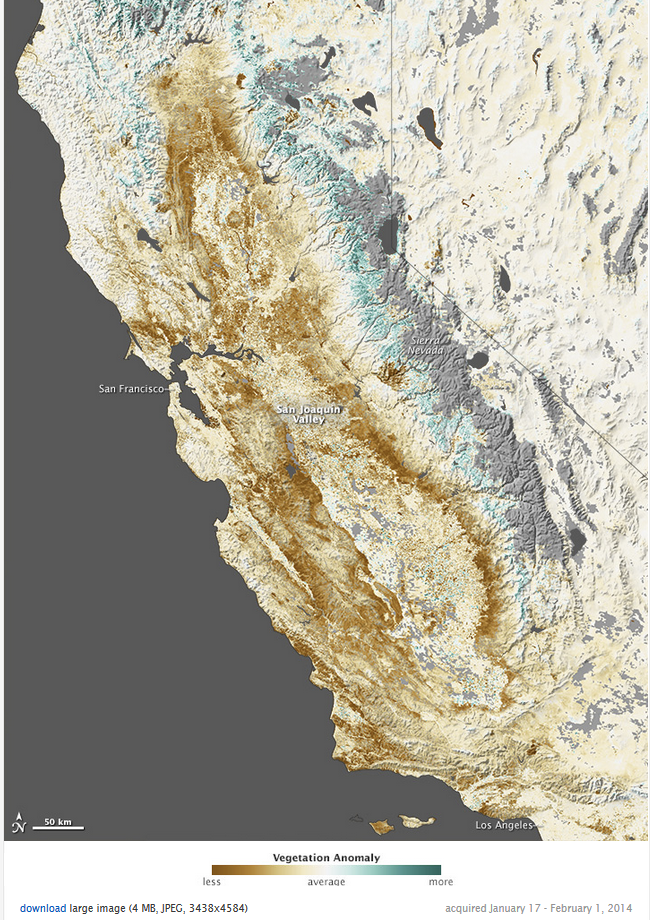 Sierra
Nevada
San Francisco
San Joaquin
Valley
Los Angeles
N
50 km
Vegetation Anomaly
less average more
download large image (4 MB, JPEG, 3438x4584) acquired January 17 - February 1, 2014